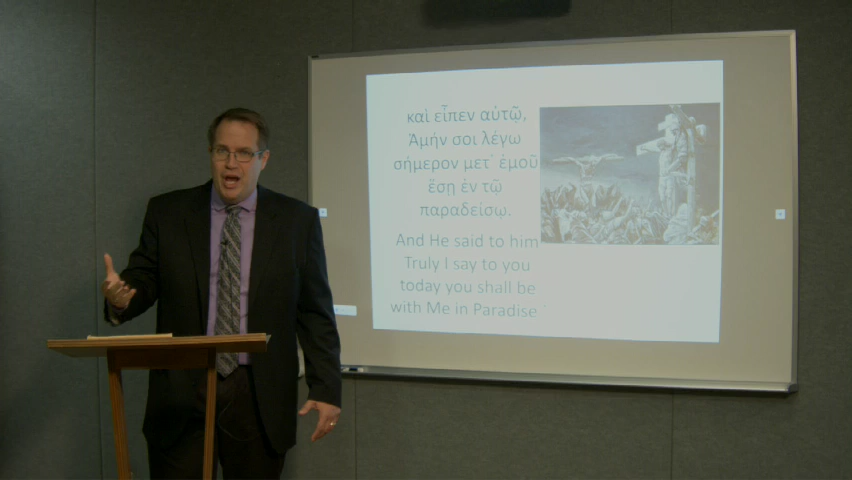 καὶ εἶπεν αὐτῷ,
Ἀμήν σοι λέγω
σήμερον μετ᾽ ἐμοῦ
ἔσῃ ἐν τῷ
παραδείσῳ.
And He said to him
Truly I say to you
today you shall be
with Me in Paradise